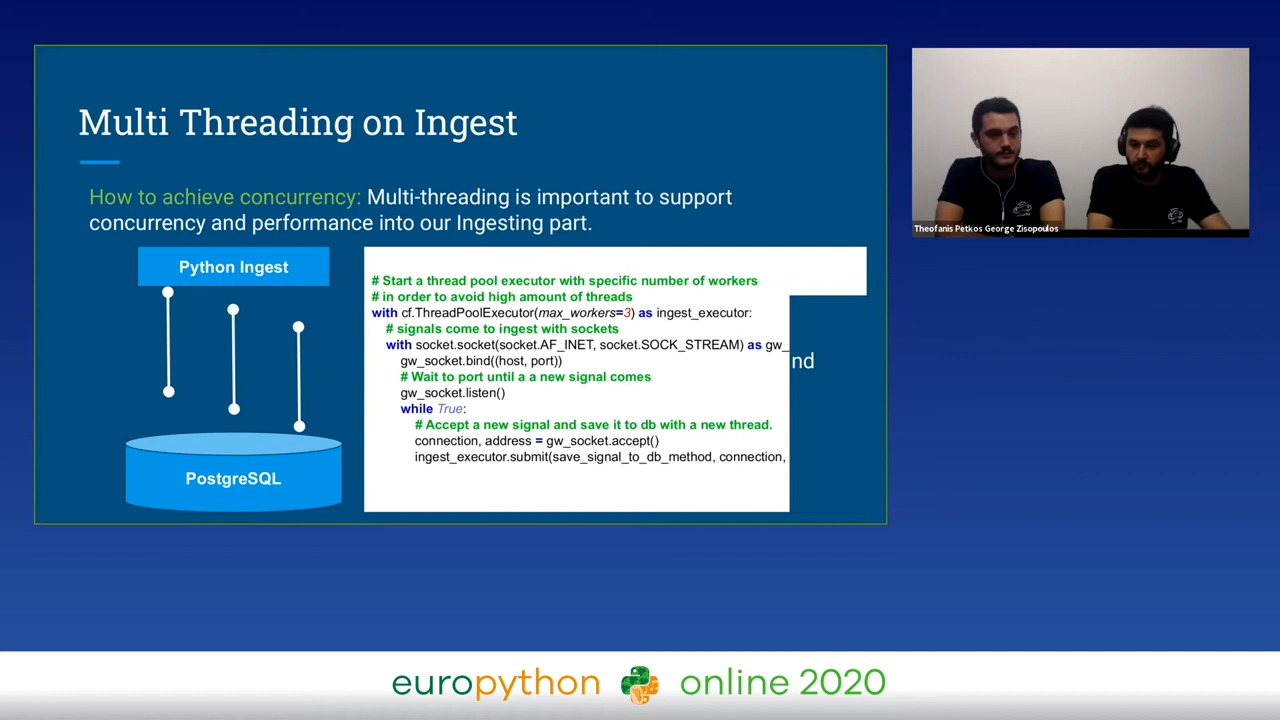 Multi Threading on Ingest
How to achieve concurrency: Multi-threading is important to support
concurrency and performance into our Ingesting part.
Python Ingest
PostgreSQL
# Start a thread pool executor with specific number of workers
# in order to avoid high amount of threads
with cf.ThreadPoolExecutor(max_workers=3) as ingest_executor:
# signals come to ingest with sockets
with socket.socket(socket.AF_INET, socket.SOCK_STREAM) as gw_
gw_socket.bind((host, port))
# Wait to port until a a new signal comes
gw_socket.listen()
while True:
# Accept a new signal and save it to db with a new thread.
connection, address = gw_socket.accept()
ingest_executor.submit(save_signal_to_db_method, connection,
nd
Theofanis Petkos George Zisopoulos
europython online 2020